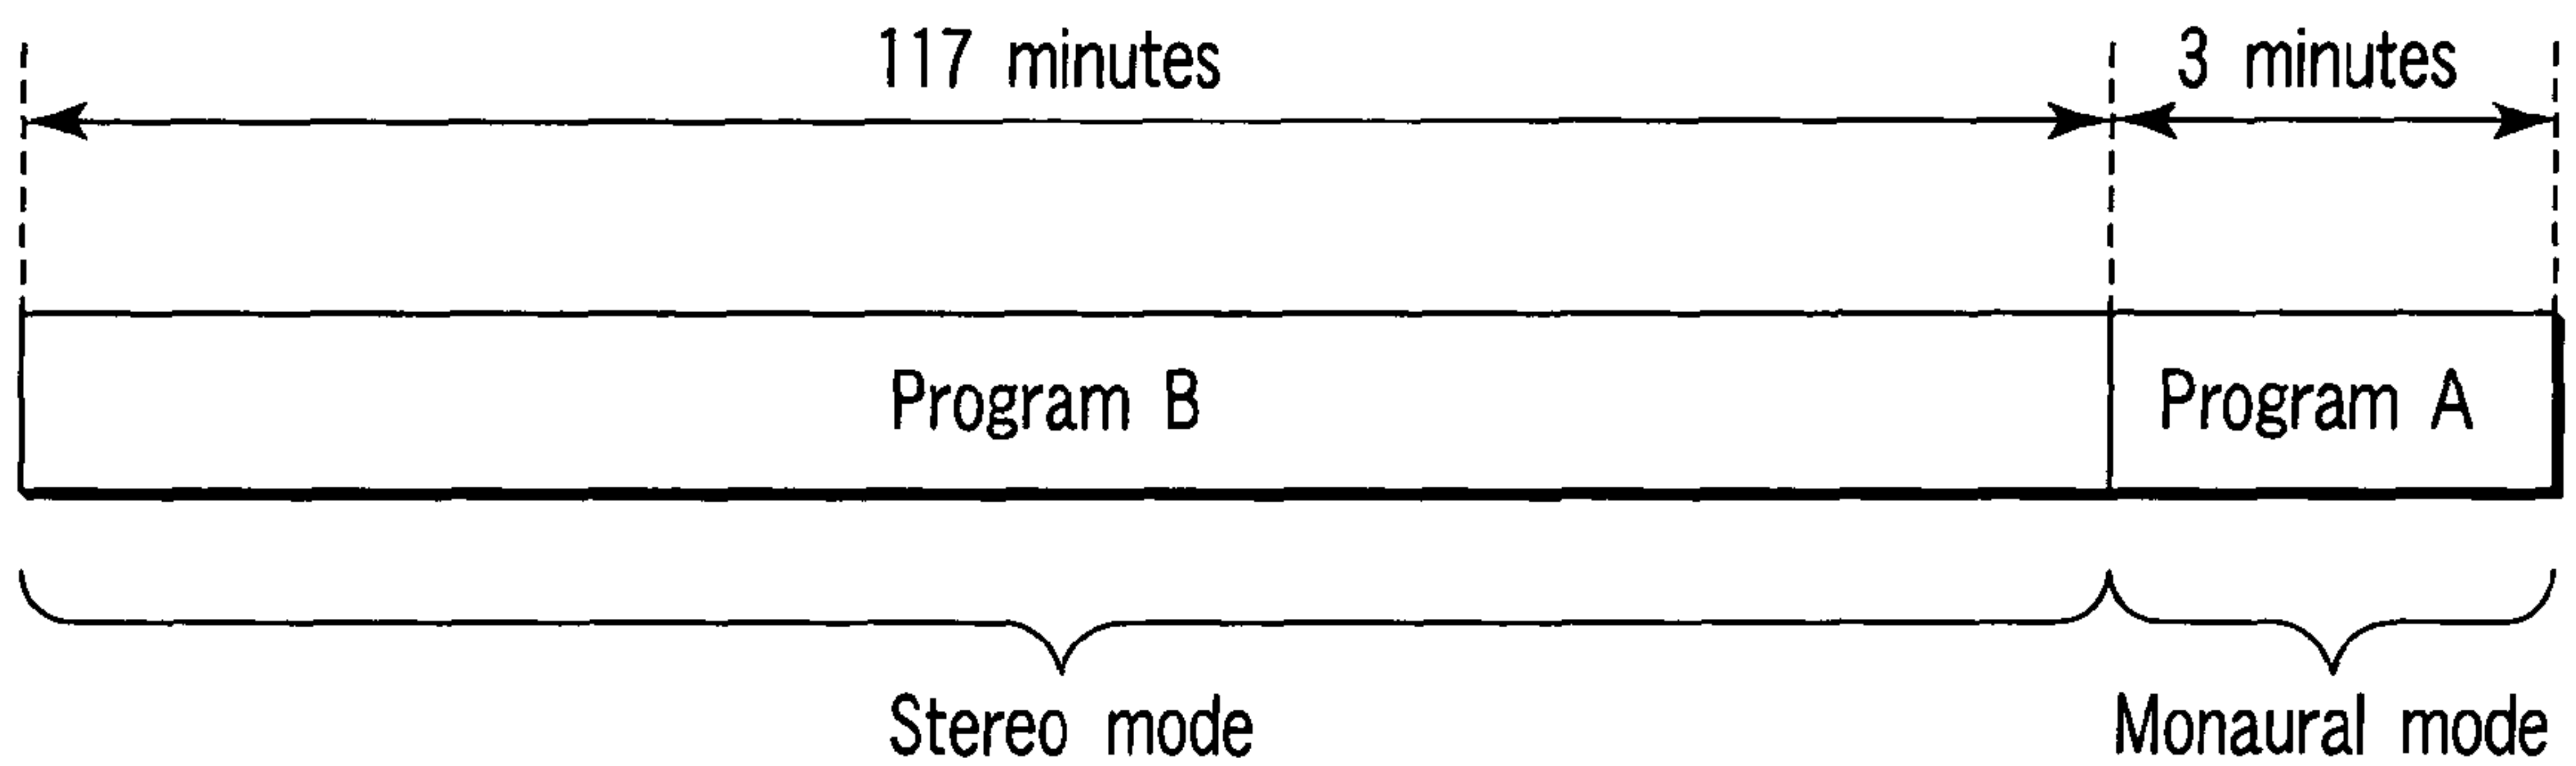 117 minutes
3 minutes
Program B
Program A
Stereo mode
Monaural mode